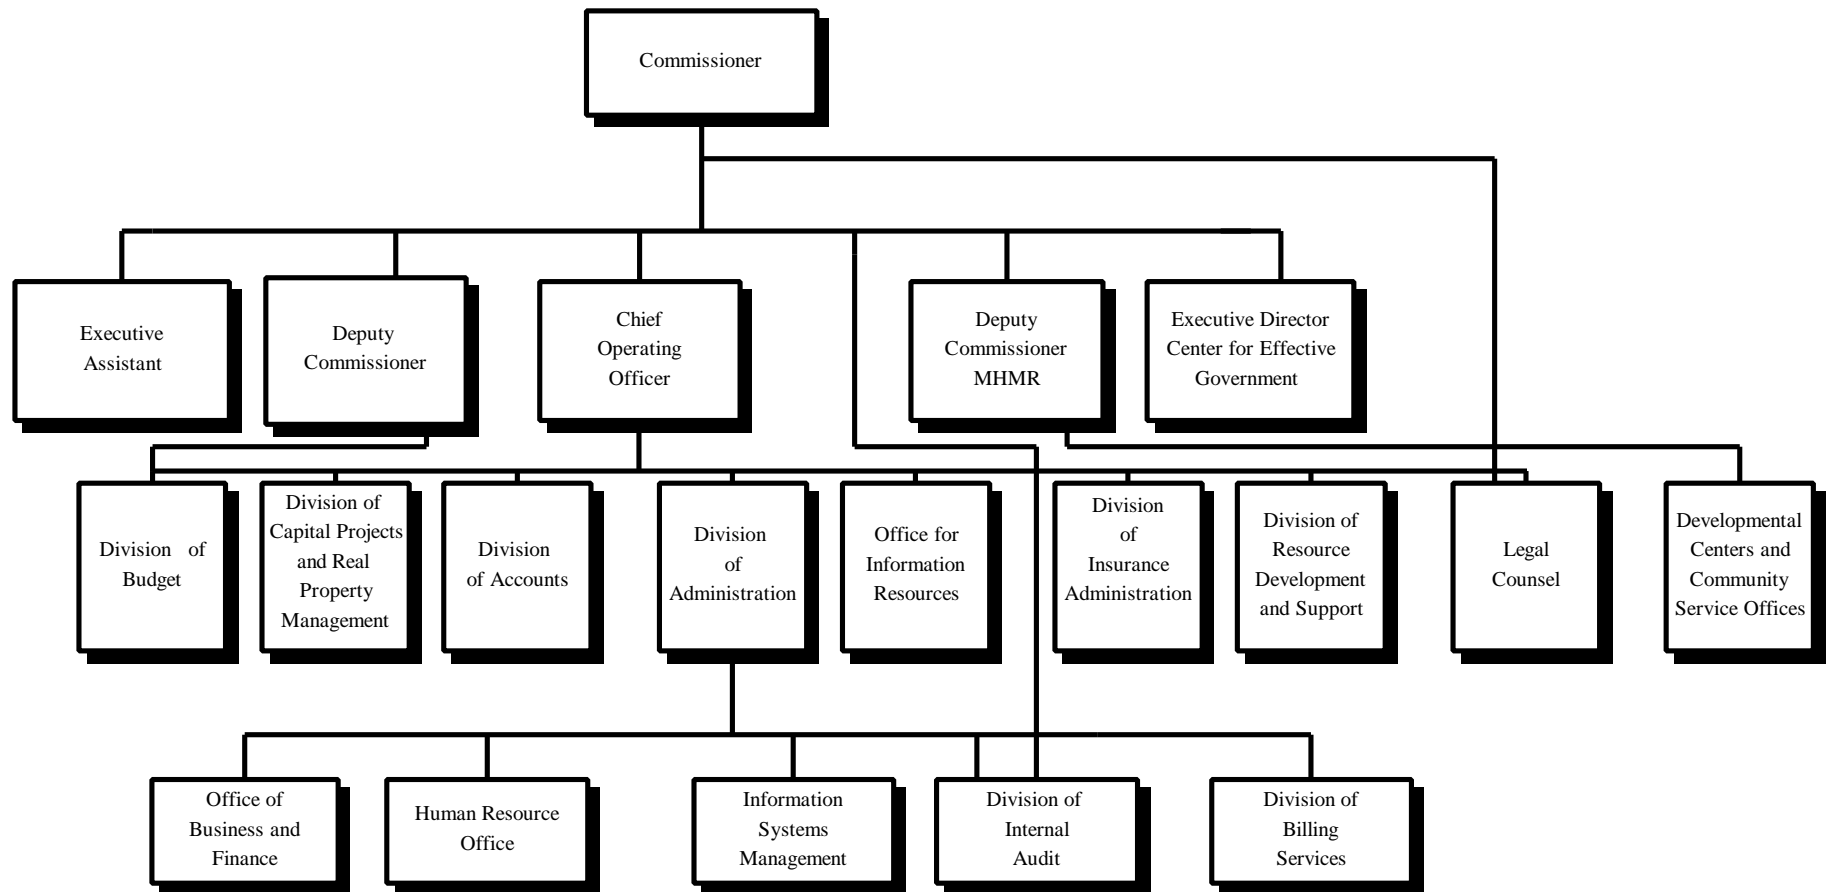 Commissioner
Executive
Assistant
Deputy
Commissioner
Chief
Operating
Officer
Deputy
Commissioner
MHMR
Executive Director
Center for Effective
Government
Division of
Budget
Division of
Capital Projects
and Real
Property
Management
Division
of Accounts
Division
of
Administration
Office for
Information
Resources
Division
of
Insurance
Administration
Division of
Resource
Development
and Support
Legal
Counsel
Developmental
Centers and
Community
Service Offices
Office of
Business and
Finance
Human Resource
Office
Information
Systems
Management
Division of
Internal
Audit
Division of
Billing
Services